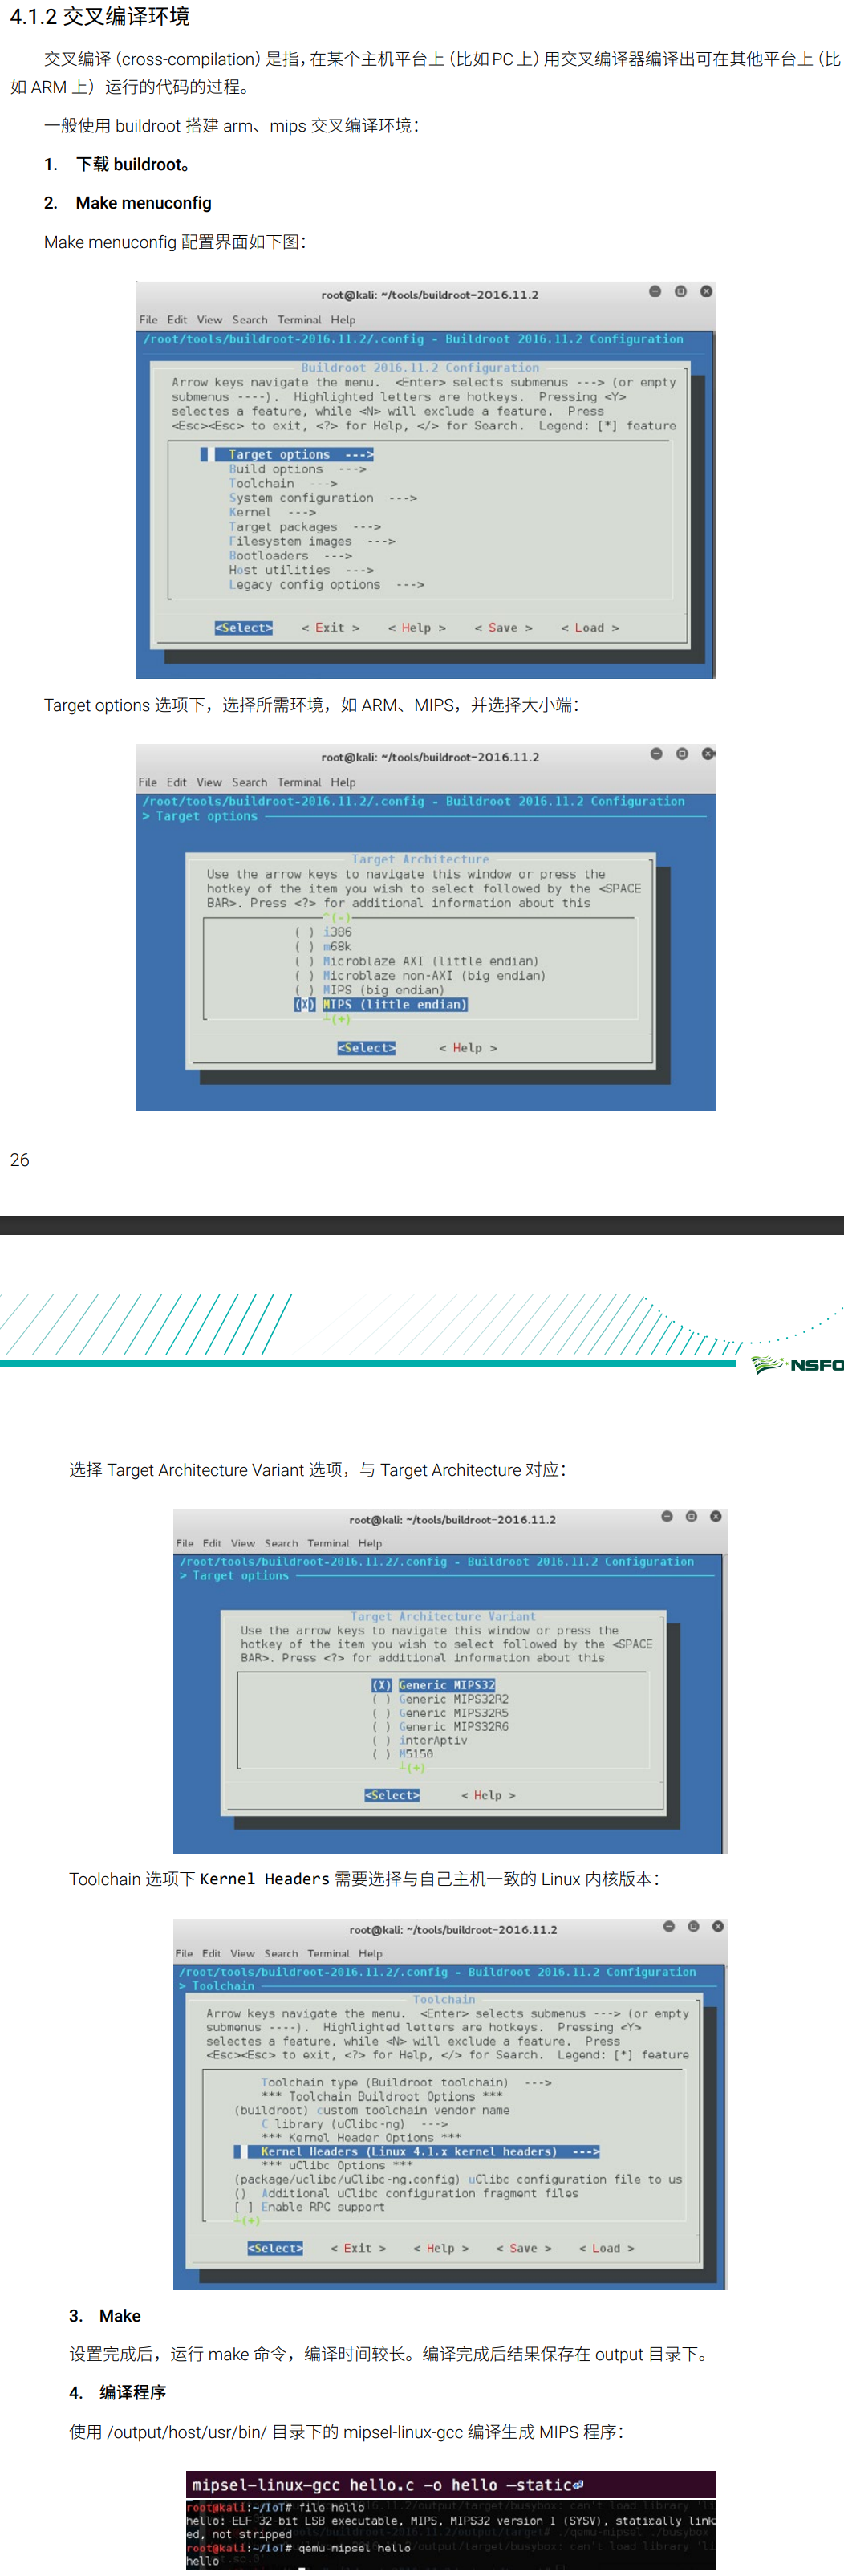 4.1.2 交叉编译环境
交叉编译（cross-compilation）是指，在某个主机平台上（比如PC上）用交叉编译器编译出可在其他平台上（比
如 ARM 上）运行的代码的过程。
一般使用 buildroot 搭建 arm、mips 交叉编译环境：
1. 下载 buildroot。
2. Make menuconfig
Make menuconfig 配置界面如下图：
root@kali: ~/tools/buildroot-2016.11.2
File Edit View Search Terminal Help
/root/tools/buildroot-2016.11.2/.config - Buildroot 2016.11.2 Configuration
Buildroot 2016.11.2 Configuration
Arrow keys navigate the menu. <Enter> selects submenus ---> (or empty
submenus ----). Highlighted letters are hotkeys. Pressing <Y>
selectes a feature, while <N> will exclude a feature. Press
<Esc><Esc> to exit, <?> for Help, </> for Search. Legend: [*] feature
Target options --->
Build options --->
Toolchain --->
System configuration --->
Kernel --->
Target packages --->
Filesystem images --->
Bootloaders --->
Host utilities --->
Legacy config options --->
<Select> < Exit > < Help > < Save > < Load >
Target options 选项下，选择所需环境，如 ARM、MIPS，并选择大小端：
root@kali: ~/tools/buildroot-2016.11.2
File Edit View Search Terminal Help
/root/tools/buildroot-2016.11.2/.config - Buildroot 2016.11.2 Configuration
> Target options
Target Architecture
Use the arrow keys to navigate this window or press the
hotkey of the item you wish to select followed by the <SPACE
BAR>. Press <?> for additional information about this
^(-)
( ) i386
( ) m68k
( ) Microblaze AXI (little endian)
( ) Microblaze non-AXI (big endian)
( ) MIPS (big endian)
(X) MIPS (little endian)
┴(+)
<Select> < Help >
26
NSFO
选择 Target Architecture Variant 选项，与 Target Architecture 对应：
root@kali: ~/tools/buildroot-2016.11.2
File Edit View Search Terminal Help
/root/tools/buildroot-2016.11.2/.config - Buildroot 2016.11.2 Configuration
> Target options
Target Architecture Variant
Use the arrow keys to navigate this window or press the
hotkey of the item you wish to select followed by the <SPACE
BAR>. Press <?> for additional information about this
(X) Generic MIPS32
( ) Generic MIPS32R2
( ) Generic MIPS32R5
( ) Generic MIPS32R6
( ) interAptiv
( ) M5150
┴(+)
<Select> < Help >
Toolchain 选项下 Kernel Headers 需要选择与自己主机一致的 Linux 内核版本：
root@kali: ~/tools/buildroot-2016.11.2
File Edit View Search Terminal Help
/root/tools/buildroot-2016.11.2/.config - Buildroot 2016.11.2 Configuration
> Toolchain
Toolchain
Arrow keys navigate the menu. <Enter> selects submenus ---> (or empty
submenus ----). Highlighted letters are hotkeys. Pressing <Y>
selectes a feature, while <N> will exclude a feature. Press
<Esc><Esc> to exit, <?> for Help, </> for Search. Legend: [*] feature
Toolchain type (Buildroot toolchain) --->
*** Toolchain Buildroot Options ***
(buildroot) custom toolchain vendor name
C library (uClibc-ng) --->
*** Kernel Header Options ***
Kernel Headers (Linux 4.1.x kernel headers) --->
*** uClibc Options ***
(package/uclibc/uClibc-ng.config) uClibc configuration file to us
() Additional uClibc configuration fragment files
[ ] Enable RPC support
┴(+)
<Select> < Exit > < Help > < Save > < Load >
3. Make
设置完成后，运行 make 命令，编译时间较长。编译完成后结果保存在 output 目录下。
4. 编译程序
使用 /output/host/usr/bin/ 目录下的 mipsel-linux-gcc 编译生成 MIPS 程序：
mipsel-linux-gcc hello.c -o hello -static
root@kali:~/IoT# file hello
hello: ELF 32-bit LSB executable, MIPS, MIPS32 version 1 (SYSV), statically link
ed, not stripped
root@kali:~/IoT# qemu-mipsel hello
hello